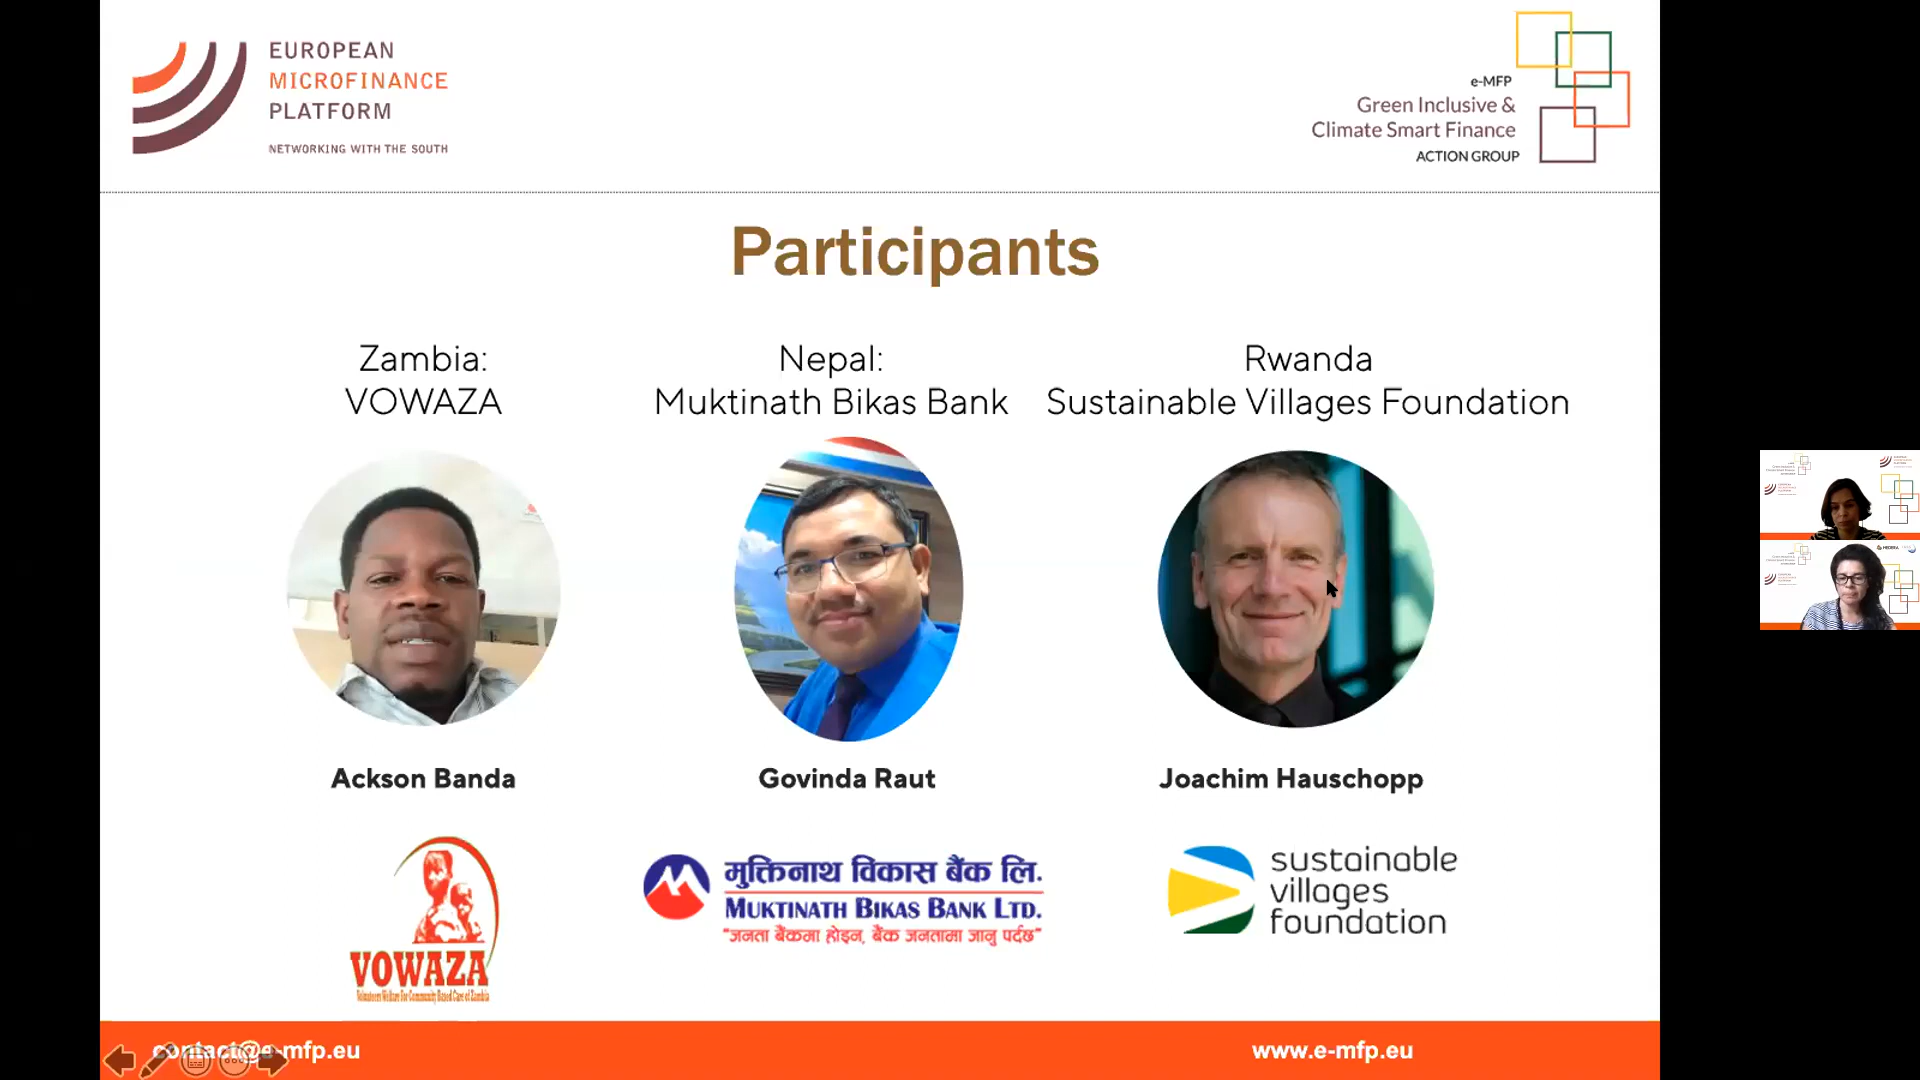 EUROPEAN
MICROFINANCE
PLATFORM
NETWORKING WITH THE SOUTH
e-MFP
Green Inclusive &
Climate Smart Finance
ACTION GROUP
Participants
Zambia:
VOWAZA
Nepal:
Muktinath Bikas Bank
Rwanda
Sustainable Villages Foundation
Ackson Banda
Govinda Raut
Joachim Hauschopp
VOWAZA
Volunteers Welfare For Community Based Care of Zambia
मुक्तिनाथ विकास बैंक लि.
MUKTINATH BIKAS BANK LTD.
"जनता बैंकमा होइन, बैंक जनतामा जानु पर्दछ"
sustainable
villages
foundation
contact@e-mfp.eu
www.e-mfp.eu